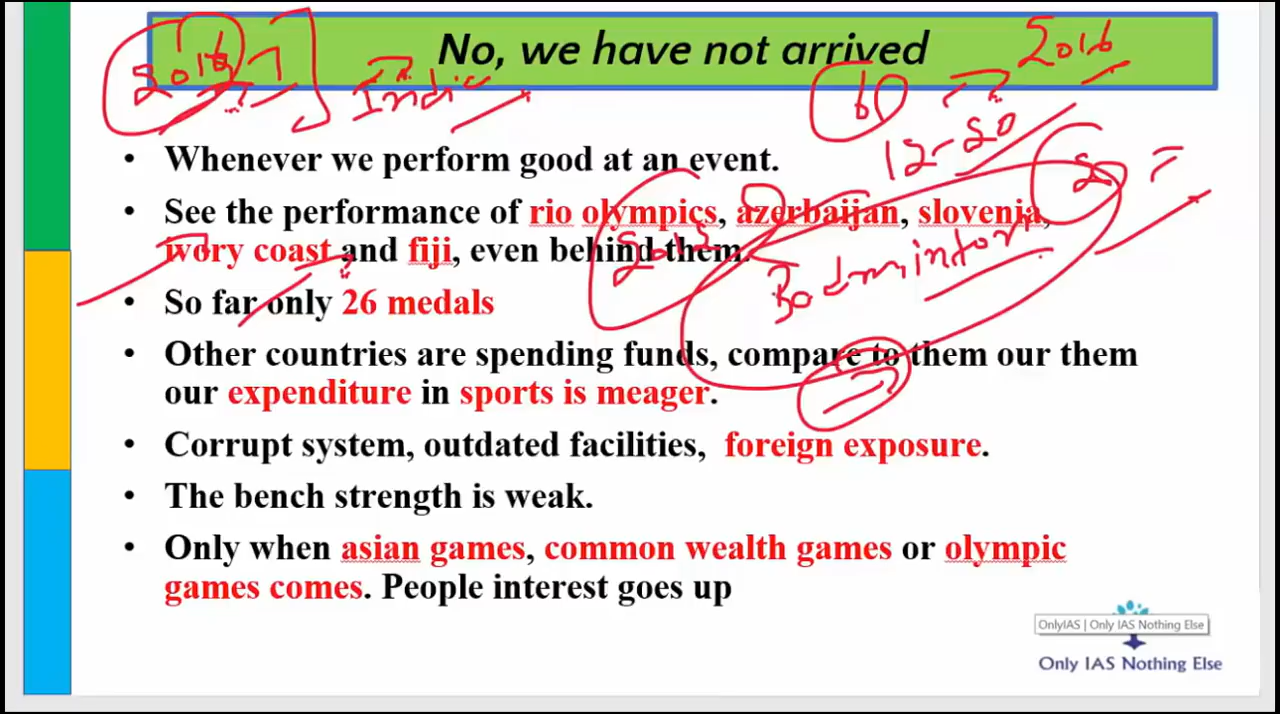 No, we have not arrived
2016
2016
India
60
12-20
2
• Whenever we perform good at an event.
• See the performance of rio olympics, azerbaijan, slovenia,
ivory coast and fiji, even behind them.
Badmintor
• So far only 26 medals
• Other countries are spending funds, compare to them our them
our expenditure in sports is meager.
• Corrupt system, outdated facilities, foreign exposure.
• The bench strength is weak.
• Only when asian games, common wealth games or olympic
games comes. People interest goes up
OnlyIAS | Only IAS Nothing Else
Only IAS Nothing Else